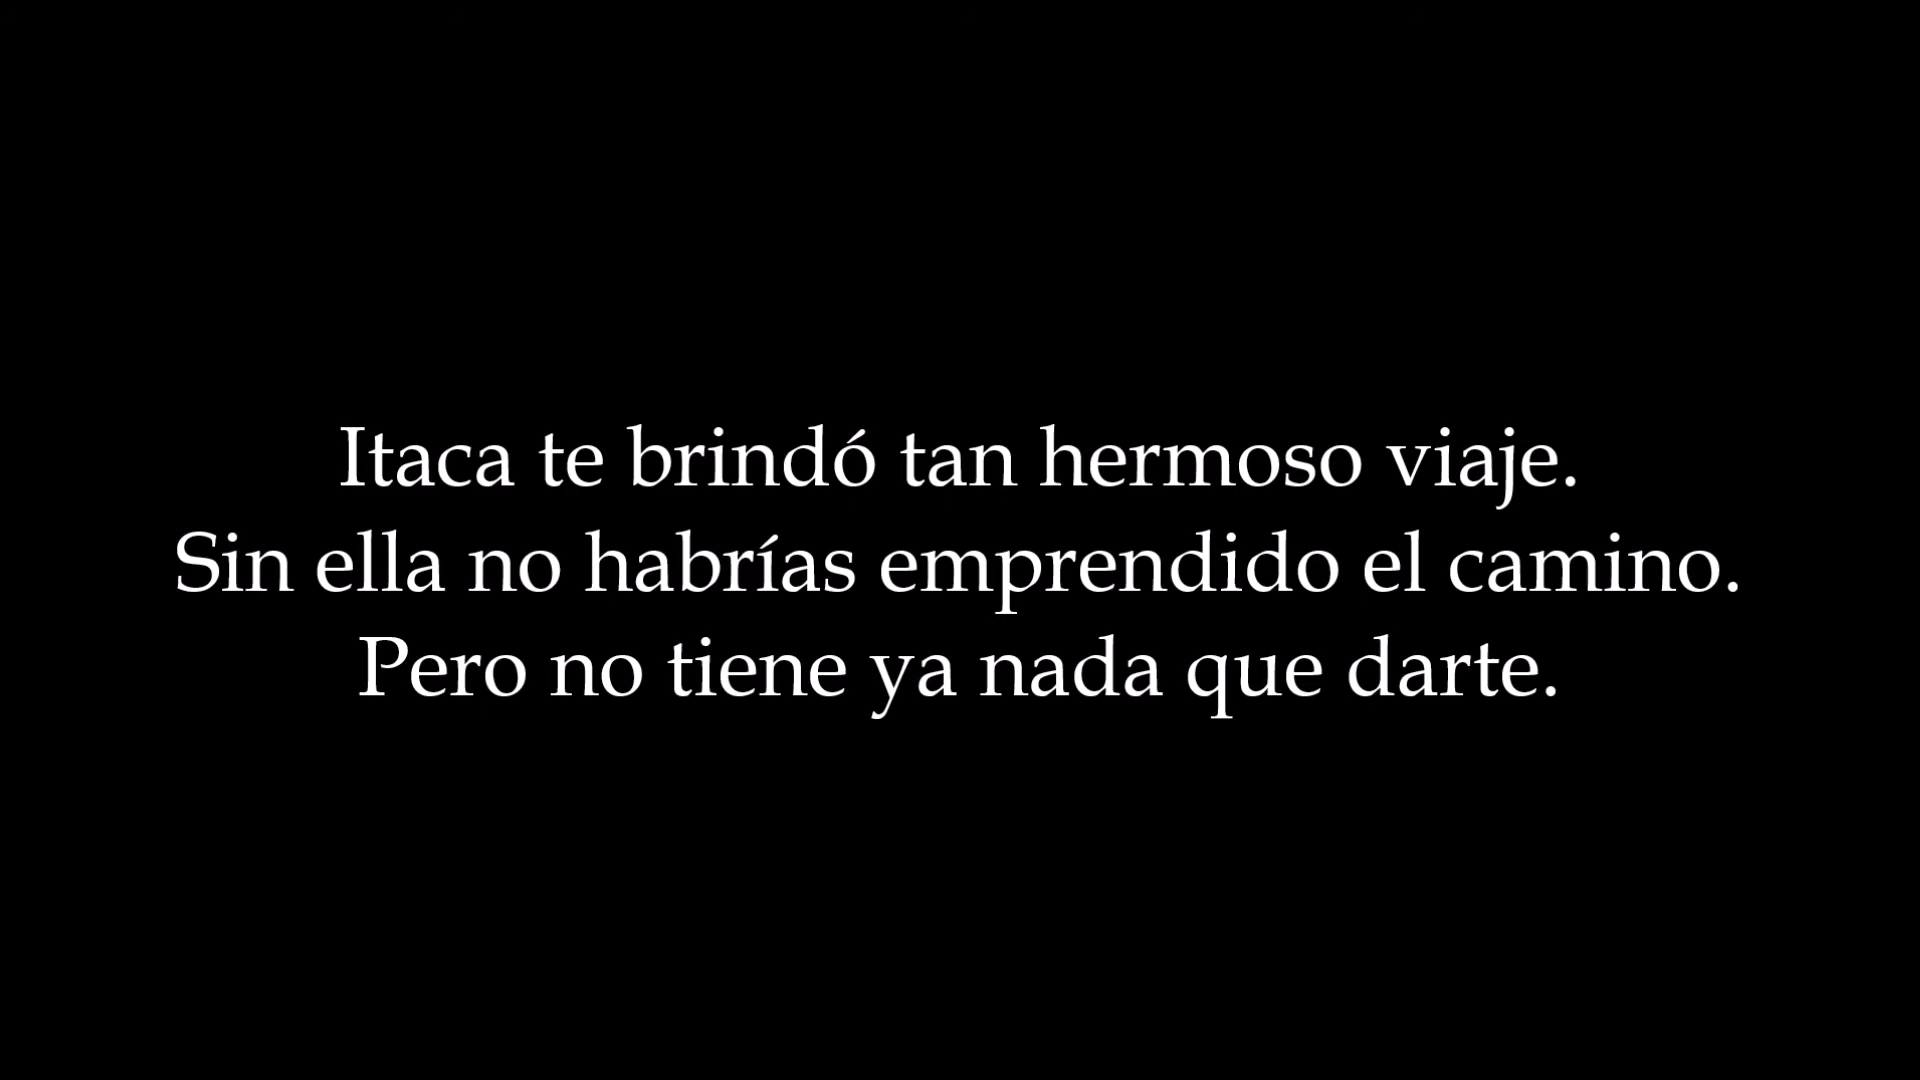 Itaca te brindó tan hermoso viaje.
Sin ella no habrías emprendido el camino.
Pero no tiene ya nada que darte.